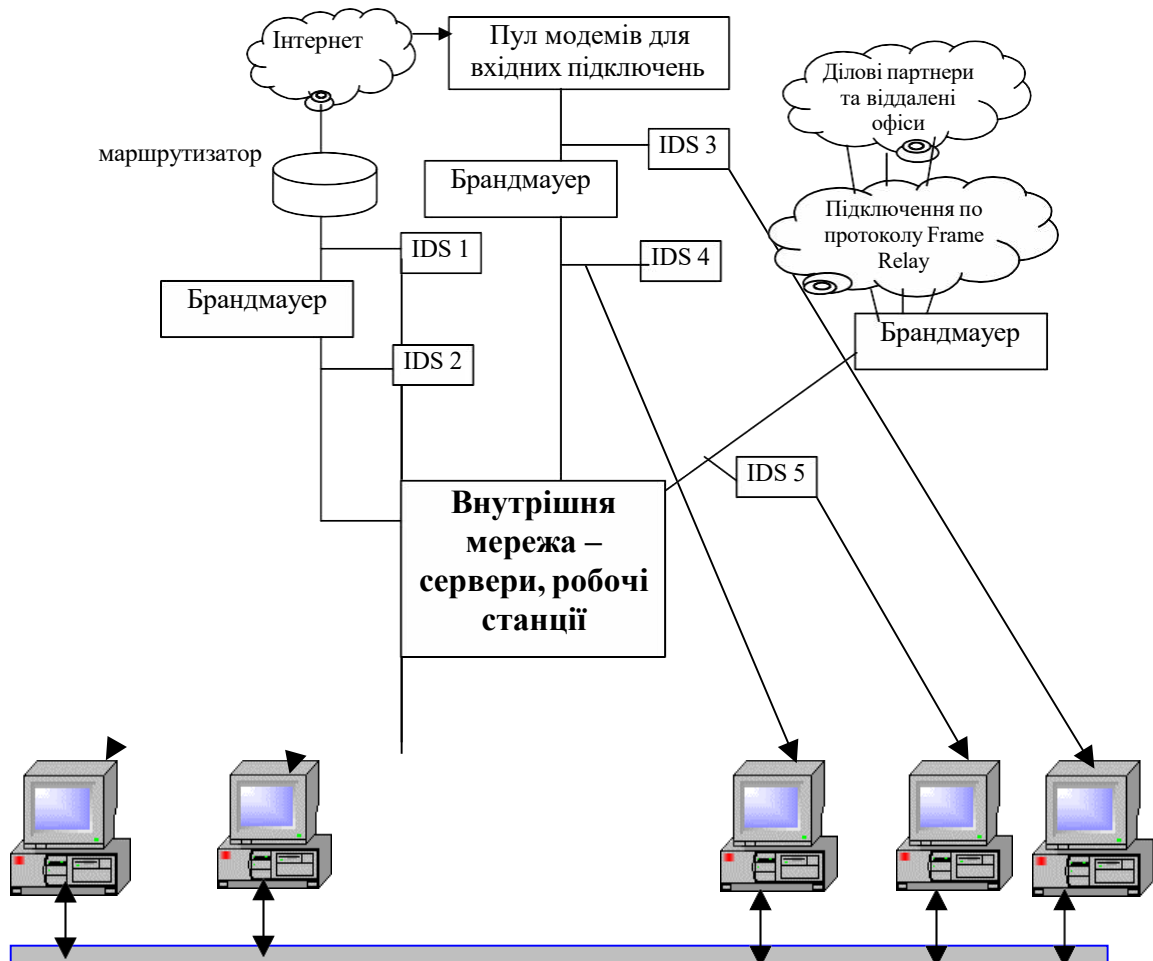 Інтернет
Пул модемів для
вхідних підключень
Ділові партнери
та віддалені
офіси
маршрутизатор
IDS 3
Брандмауер
Підключення по
протоколу Frame
Relay
IDS 1
IDS 4
Брандмауер
Брандмауер
IDS 2
IDS 5
Внутрішня
мережа –
сервери, робочі
станції